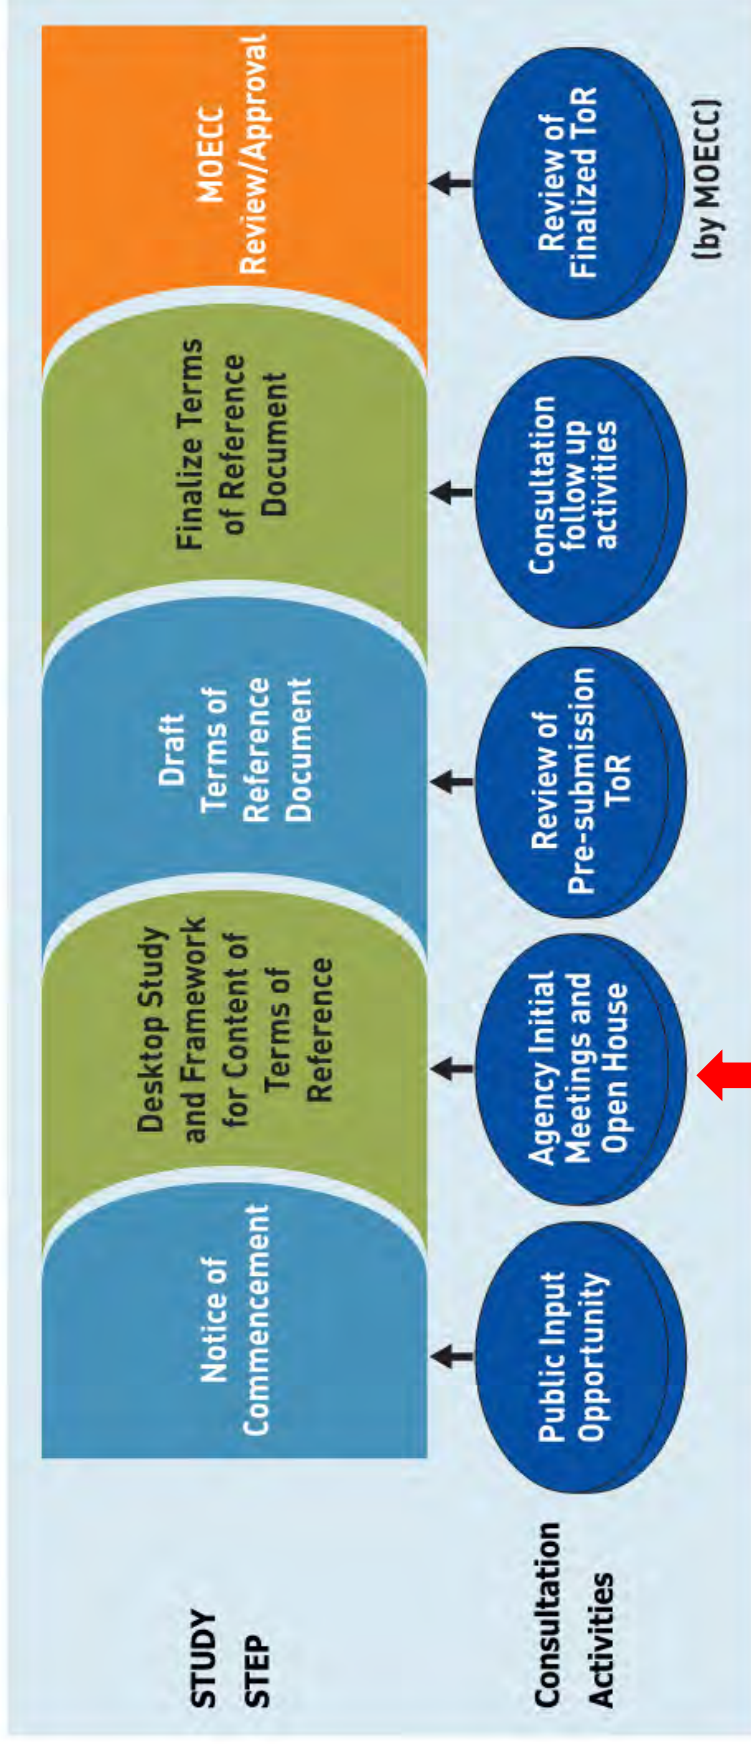 STUDY
STEP
Notice of
Commencement
Desktop Study
and Framework
for Content of
Terms of
Reference
Draft
Terms of
Reference
Document
Finalize Terms
of Reference
Document
MOECC
Review/Approval
Consultation
Activities
Public Input
Opportunity
Agency Initial
Meetings and
Open House
Review of
Pre-submission
ToR
Consultation
follow up
activities
Review of
Finalized ToR
(by MOECC)